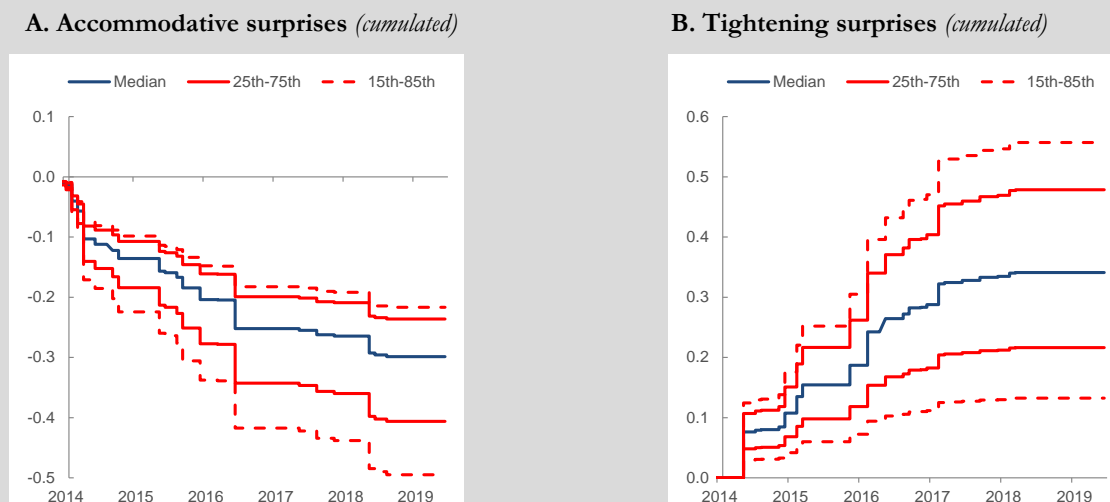 A. Accommodative surprises (cumulated)
Median 25th-75th 15th-85th
0.1
0.0
-0.1
-0.2
-0.3
-0.4
-0.5
2014 2015 2016 2017 2018 2019
B. Tightening surprises (cumulated)
Median 25th-75th 15th-85th
0.6
0.5
0.4
0.3
0.2
0.1
0.0
2014 2015 2016 2017 2018 2019